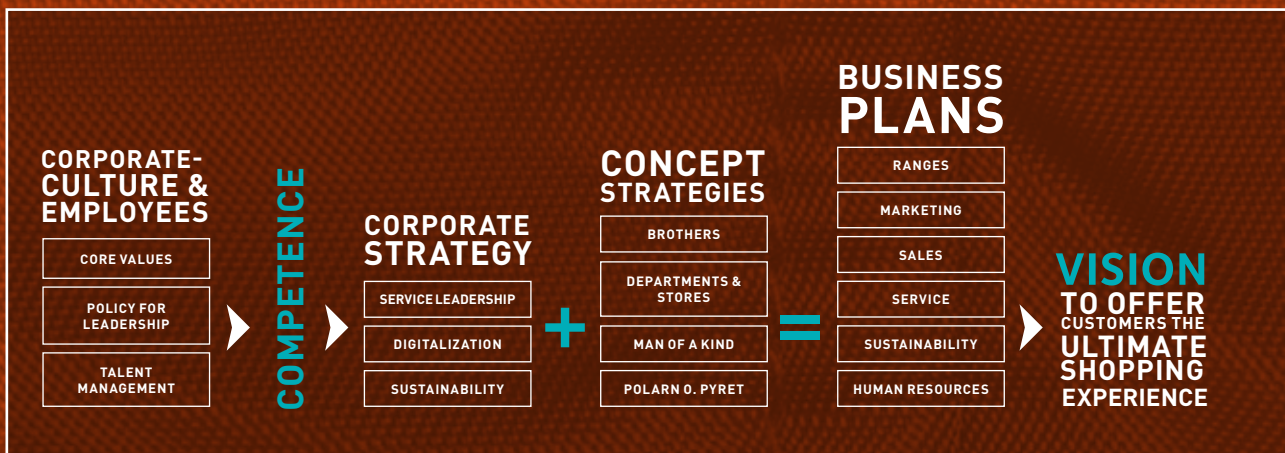 CORPORATE-
CULTURE &
EMPLOYEES
CORE VALUES
POLICY FOR
LEADERSHIP
TALENT
MANAGEMENT
COMPETENCE
CORPORATE
STRATEGY
SERVICE LEADERSHIP
DIGITALIZATION
SUSTAINABILITY
+
CONCEPT
STRATEGIES
BROTHERS
DEPARTMENTS &
STORES
MAN OF A KIND
POLARN O. PYRET
=
BUSINESS
PLANS
RANGES
MARKETING
SALES
SERVICE
SUSTAINABILITY
HUMAN RESOURCES
VISION
TO OFFER
CUSTOMERS THE
ULTIMATE
SHOPPING
EXPERIENCE